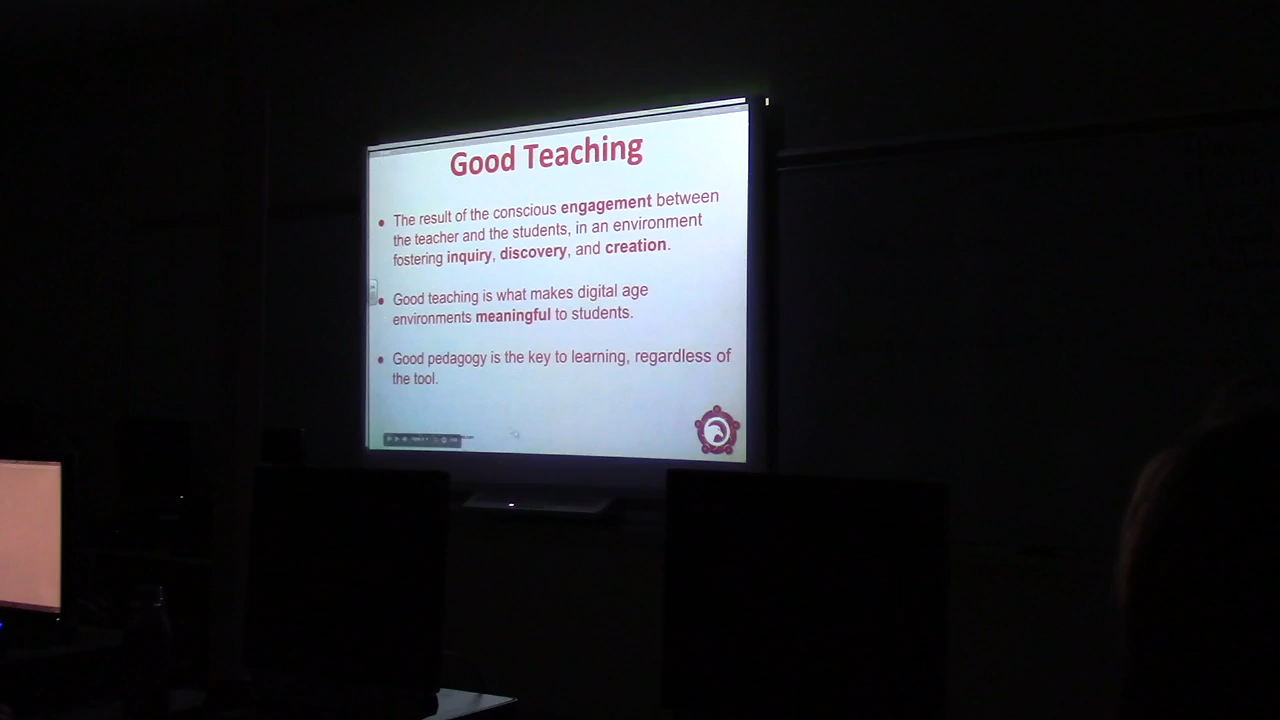 Good Teaching
The result of the conscious engagement between
the teacher and the students, in an environment
fostering inquiry, discovery, and creation.
Good teaching is what makes digital age
environments meaningful to students.
Good pedagogy is the key to learning, regardless of
the tool.